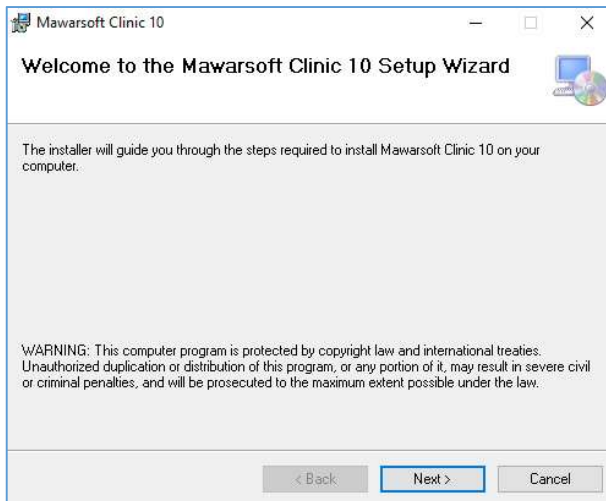 Mawarsoft Clinic 10
Welcome to the Mawarsoft Clinic 10 Setup Wizard
The installer will guide you through the steps required to install Mawarsoft Clinic 10 on your
computer.
WARNING: This computer program is protected by copyright law and international treaties.
Unauthorized duplication or distribution of this program, or any portion of it, may result in severe civil
or criminal penalties, and will be prosecuted to the maximum extent possible under the law.
< Back Next > Cancel